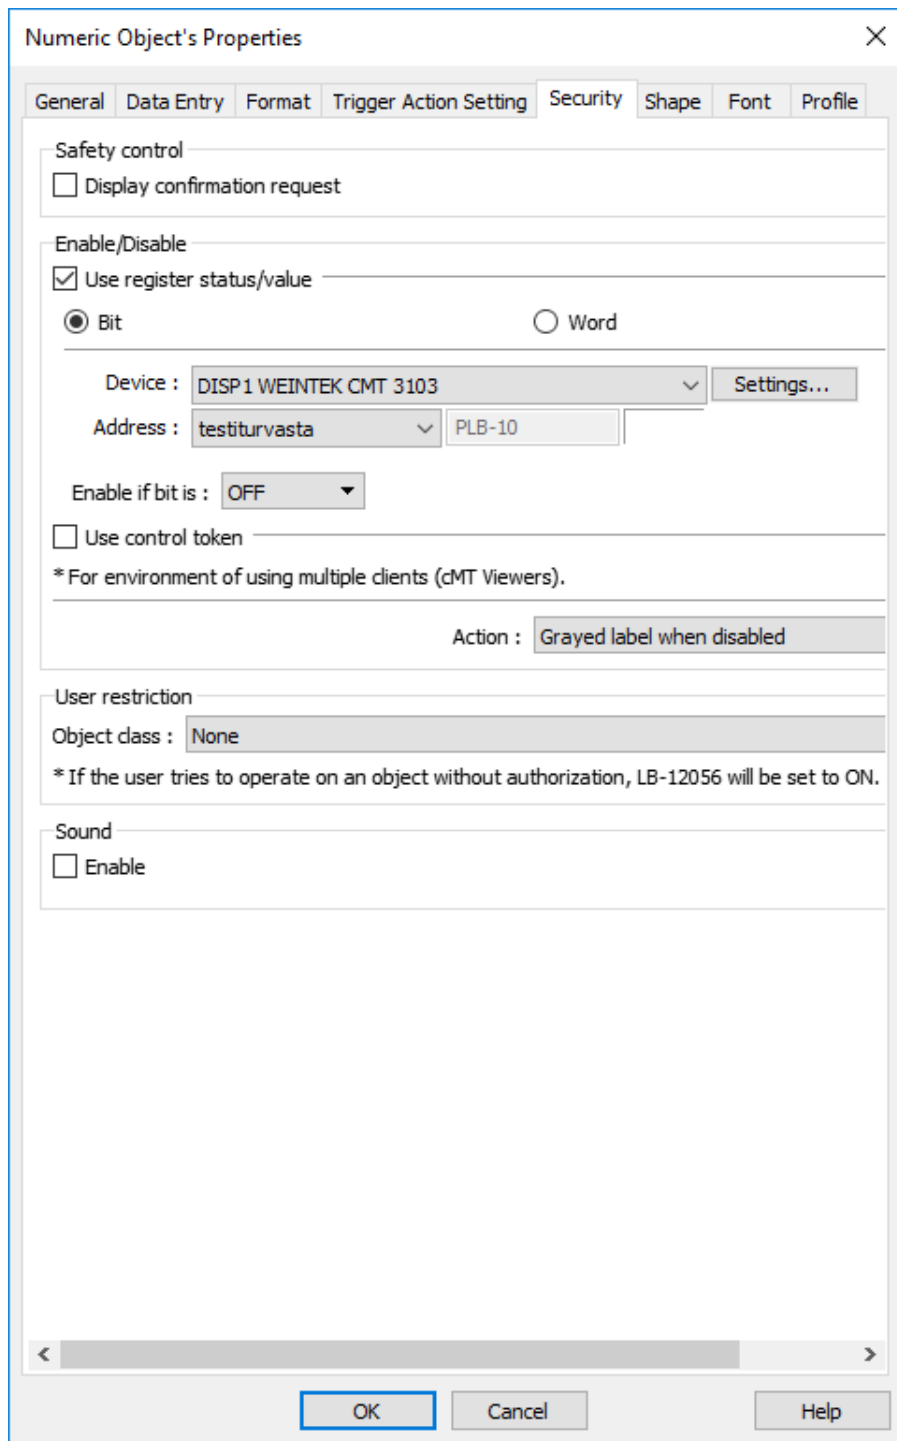 Numeric Object's Properties
General Data Entry Format Trigger Action Setting Security Shape Font Profile
Safety control
Display confirmation request
Enable/Disable
Use register status/value
Bit Word
Device : DISP1 WEINTEK CMT 3103 Settings...
Address : testiturvasta PLB-10
Enable if bit is : OFF
Use control token
* For environment of using multiple clients (cMT Viewers).
Action : Grayed label when disabled
User restriction
Object class : None
* If the user tries to operate on an object without authorization, LB-12056 will be set to ON.
Sound
Enable
OK Cancel Help